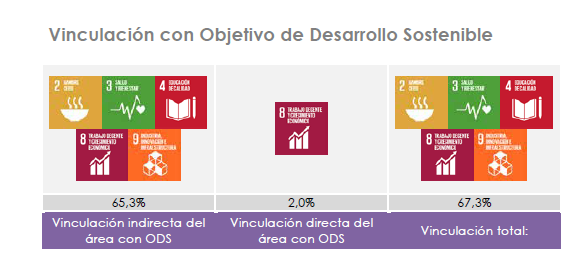 Vinculación con Objetivo de Desarrollo Sostenible
2 HAMBRE CERO
3 SALUD Y BIENESTAR
4 EDUCACIÓN DE CALIDAD
8 TRABAJO DECENTE Y CRECIMIENTO ECONÓMICO
9 INDUSTRIA, INNOVACIÓN E INFRAESTRUCTURA
8 TRABAJO DECENTE Y CRECIMIENTO ECONÓMICO
2 HAMBRE CERO
3 SALUD Y BIENESTAR
4 EDUCACIÓN DE CALIDAD
8 TRABAJO DECENTE Y CRECIMIENTO ECONÓMICO
9 INDUSTRIA, INNOVACIÓN E INFRAESTRUCTURA
65,3%
2,0%
67,3%
Vinculación indirecta del
área con ODS
Vinculación directa del
área con ODS
Vinculación total: